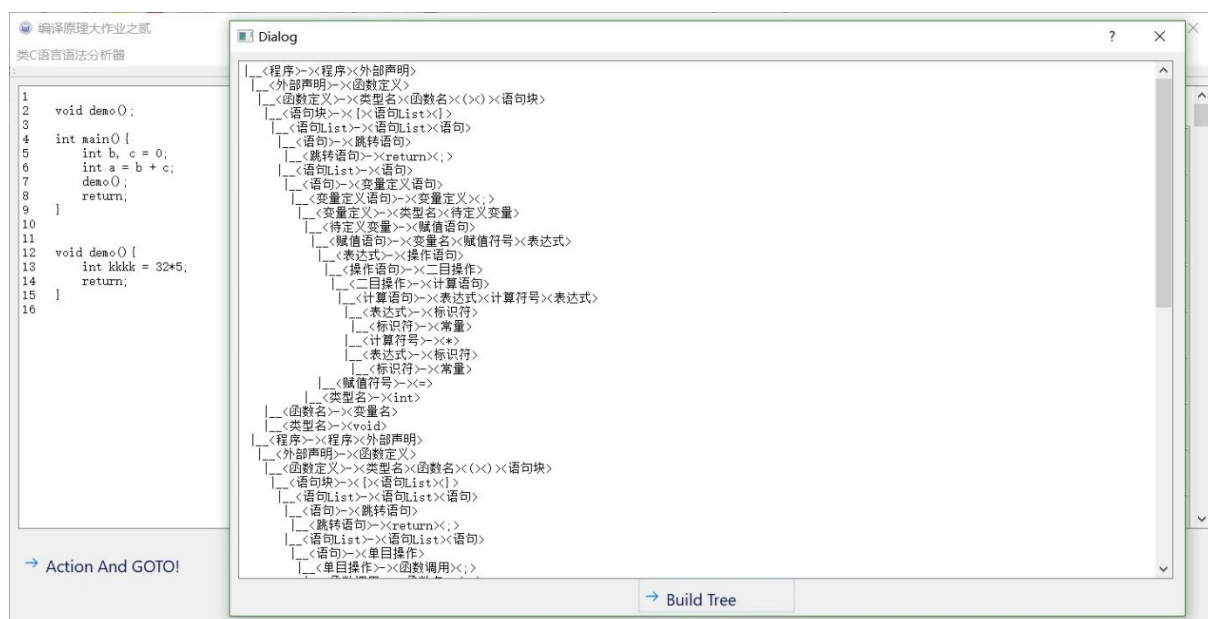 编译原理大作业之贰
类C语言语法分析器
1
2 void demo();
3
4 int main() {
5 int b, c = 0;
6 int a = b + c;
7 demo();
8 return;
9 }
10
11
12 void demo() {
13 int kkkk = 32*5;
14 return;
15 }
16
Action And GOTO!
Dialog
|__<程序>-><程序><外部声明>
|__<外部声明>-><函数定义>
|__<函数定义>-><类型名><函数名><(><)><语句块>
|__<语句块>-><{><语句List><}>
|__<语句List>-><语句List><语句>
|__<语句>-><跳转语句>
|__<跳转语句>-><return><;>
|__<语句List>-><语句>
|__<语句>-><变量定义语句>
|__<变量定义语句>-><变量定义><;>
|__<变量定义>-><类型名><待定义变量>
|__<待定义变量>-><赋值语句>
|__<赋值语句>-><变量名><赋值符号><表达式>
|__<表达式>-><操作语句>
|__<操作语句>-><二目操作>
|__<二目操作>-><计算语句>
|__<计算语句>-><表达式><计算符号><表达式>
|__<表达式>-><标识符>
|__<标识符>-><常量>
|__<计算符号>-><*>
|__<表达式>-><标识符>
|__<标识符>-><常量>
|__<赋值符号>-><=>
|__<类型名>-><int>
|__<函数名>-><变量名>
|__<类型名>-><void>
|__<程序>-><程序><外部声明>
|__<外部声明>-><函数定义>
|__<函数定义>-><类型名><函数名><(><)><语句块>
|__<语句块>-><{><语句List><}>
|__<语句List>-><语句List><语句>
|__<语句>-><跳转语句>
|__<跳转语句>-><return><;>
|__<语句List>-><语句List><语句>
|__<语句>-><单目操作>
|__<单目操作>-><函数调用><;>
Build Tree